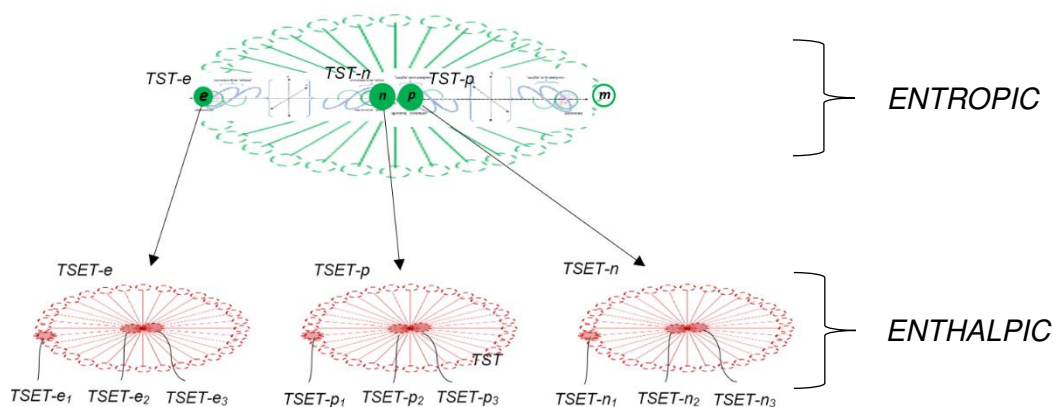 TST-e
TST-n
TST-p
e
n
p
m
ENTROPIC
TSET-e
TSET-p
TSET-n
ENTHALPIC
TST
TSET-e₁
TSET-e₂
TSET-e₃
TSET-p₁
TSET-p₂
TSET-p₃
TSET-n₁
TSET-n₂
TSET-n₃